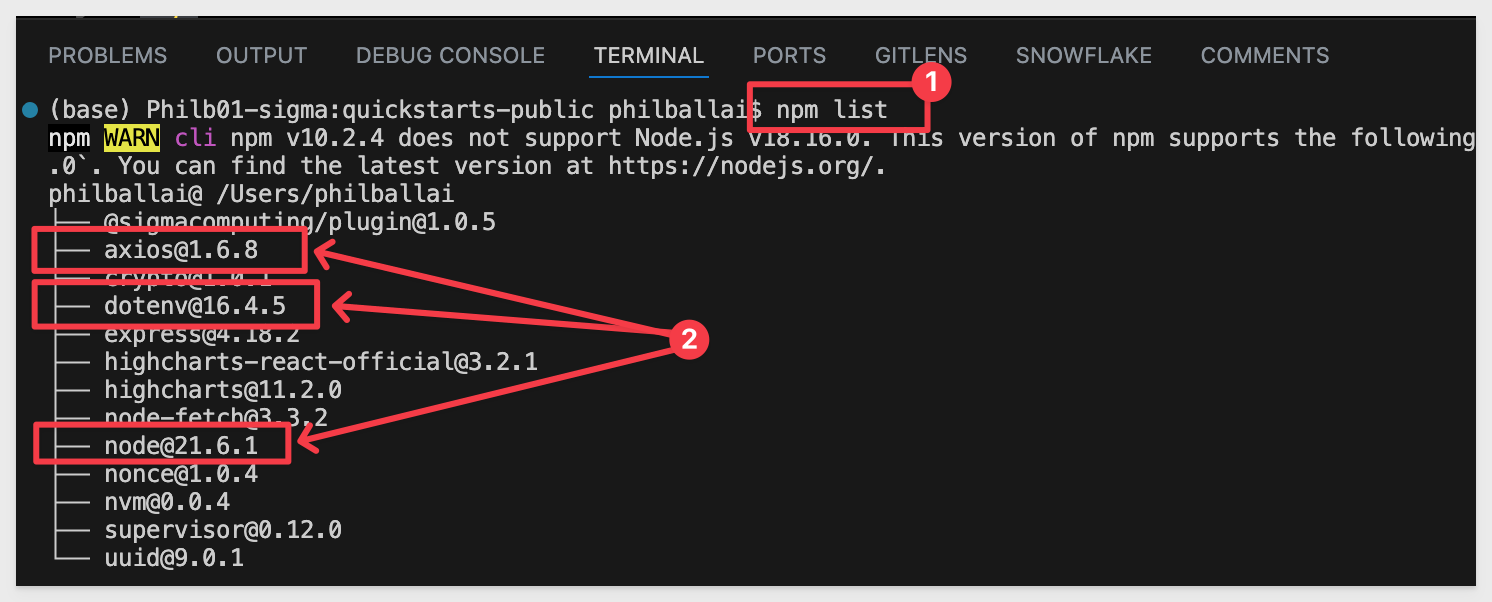 PROBLEMS OUTPUT DEBUG CONSOLE TERMINAL PORTS GITLENS SNOWFLAKE COMMENTS
1
(base) Philb01-sigma:quickstarts-public philballai$ npm list
npm WARN cli npm v10.2.4 does not support Node.js v18.16.0. This version of npm supports the following
.0`. You can find the latest version at https://nodejs.org/.
philballai@ /Users/philballai
├── @sigmacomputing/plugin@1.0.5
├── axios@1.6.8
├── crypto@1.0.1
├── dotenv@16.4.5
├── express@4.18.2
2
├── highcharts-react-official@3.2.1
├── highcharts@11.2.0
├── node-fetch@3.3.2
├── node@21.6.1
├── nonce@1.0.4
├── nvm@0.0.4
├── supervisor@0.12.0
└── uuid@9.0.1